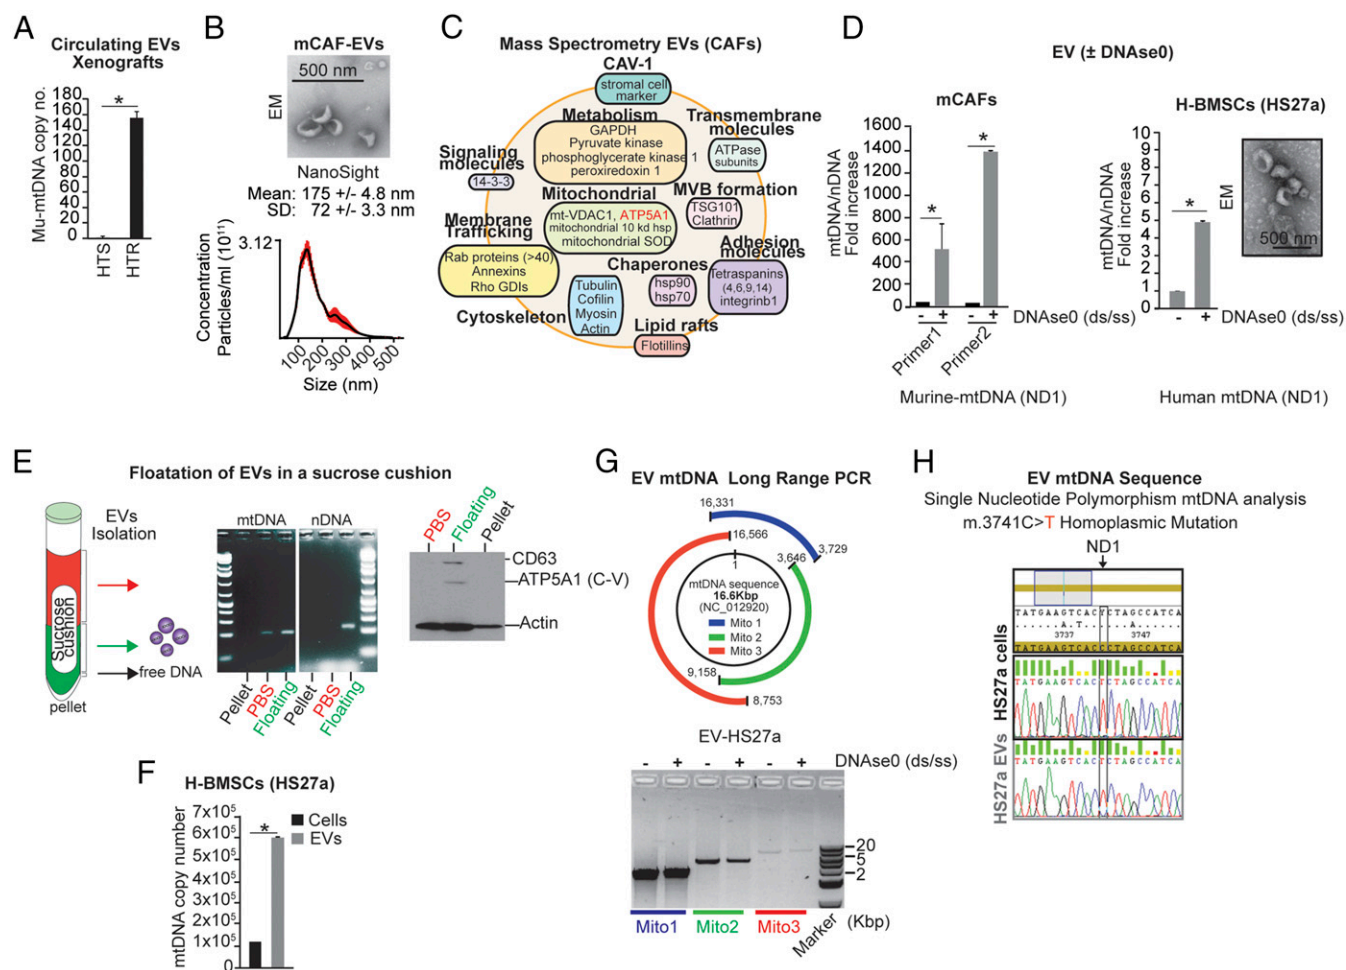 A
Circulating EVs
Xenografts
Mu-mtDNA copy no.
180
160
140
120
100
80
60
40
20
0
*
HTS
HTR
B
mCAF-EVs
500 nm
EM
NanoSight
Mean: 175 +/- 4.8 nm
SD: 72 +/- 3.3 nm
3.12
Concentration
Particles/ml (10¹¹)
100
200
300
400
500
Size (nm)
C
Mass Spectrometry EVs (CAFs)
CAV-1
stromal cell
marker
Metabolism
GAPDH
Pyruvate kinase
phosphoglycerate kinase 1
peroxiredoxin 1
Transmembrane
molecules
ATPase
subunits
Signaling
molecules
14-3-3
Mitochondrial
mt-VDAC1, ATP5A1
mitochondrial 10 kd hsp
mitochondrial SOD
MVB formation
TSG101
Clathrin
Membrane
Trafficking
Rab proteins (>40)
Annexins
Rho GDIs
Adhesion
molecules
Tetraspanins
(4,6,9,14)
integrinb1
Chaperones
hsp90
hsp70
Cytoskeleton
Tubulin
Cofilin
Myosin
Actin
Lipid rafts
Flotillins
D
EV (± DNAse0)
mCAFs
mtDNA/nDNA
Fold increase
1600
1400
1200
1000
800
600
400
200
0
*
*
- + - + DNAse0 (ds/ss)
Primer1
Primer2
Murine-mtDNA (ND1)
H-BMSCs (HS27a)
mtDNA/nDNA
Fold increase
10
9
8
7
6
5
4
3
2
1
0
*
- + DNAse0 (ds/ss)
EM
500 nm
Human mtDNA (ND1)
E
Floatation of EVs in a sucrose cushion
EVs
Isolation
Sucrose
cushion
free DNA
pellet
mtDNA nDNA
Pellet
PBS
Floating
Pellet
PBS
Floating
PBS
Floating
Pellet
CD63
ATP5A1 (C-V)
Actin
F
H-BMSCs (HS27a)
mtDNA copy number
7x10⁵
6x10⁵
5x10⁵
4x10⁵
3x10⁵
2x10⁵
1x10⁵
0
*
Cells
EVs
G
EV mtDNA Long Range PCR
16,331
16,566
3,729
3,646
1
mtDNA sequence
16.6Kbp
(NC_012920)
Mito 1
Mito 2
Mito 3
9,158
8,753
EV-HS27a
- + - + - + DNAse0 (ds/ss)
20
5
2
(Kbp)
Mito1 Mito2 Mito3 Marker
H
EV mtDNA Sequence
Single Nucleotide Polymorphism mtDNA analysis
m.3741C>T Homoplasmic Mutation
ND1
TATGAAGTCACYCTAGCCATCA
A T A
3737 3747
TATGAAGTCACCCTAGCCATCA
HS27a cells
TATGAAGTCACTCTAGCCATCA
HS27a EVs
TATGAAGTCACTCTAGCCATCA